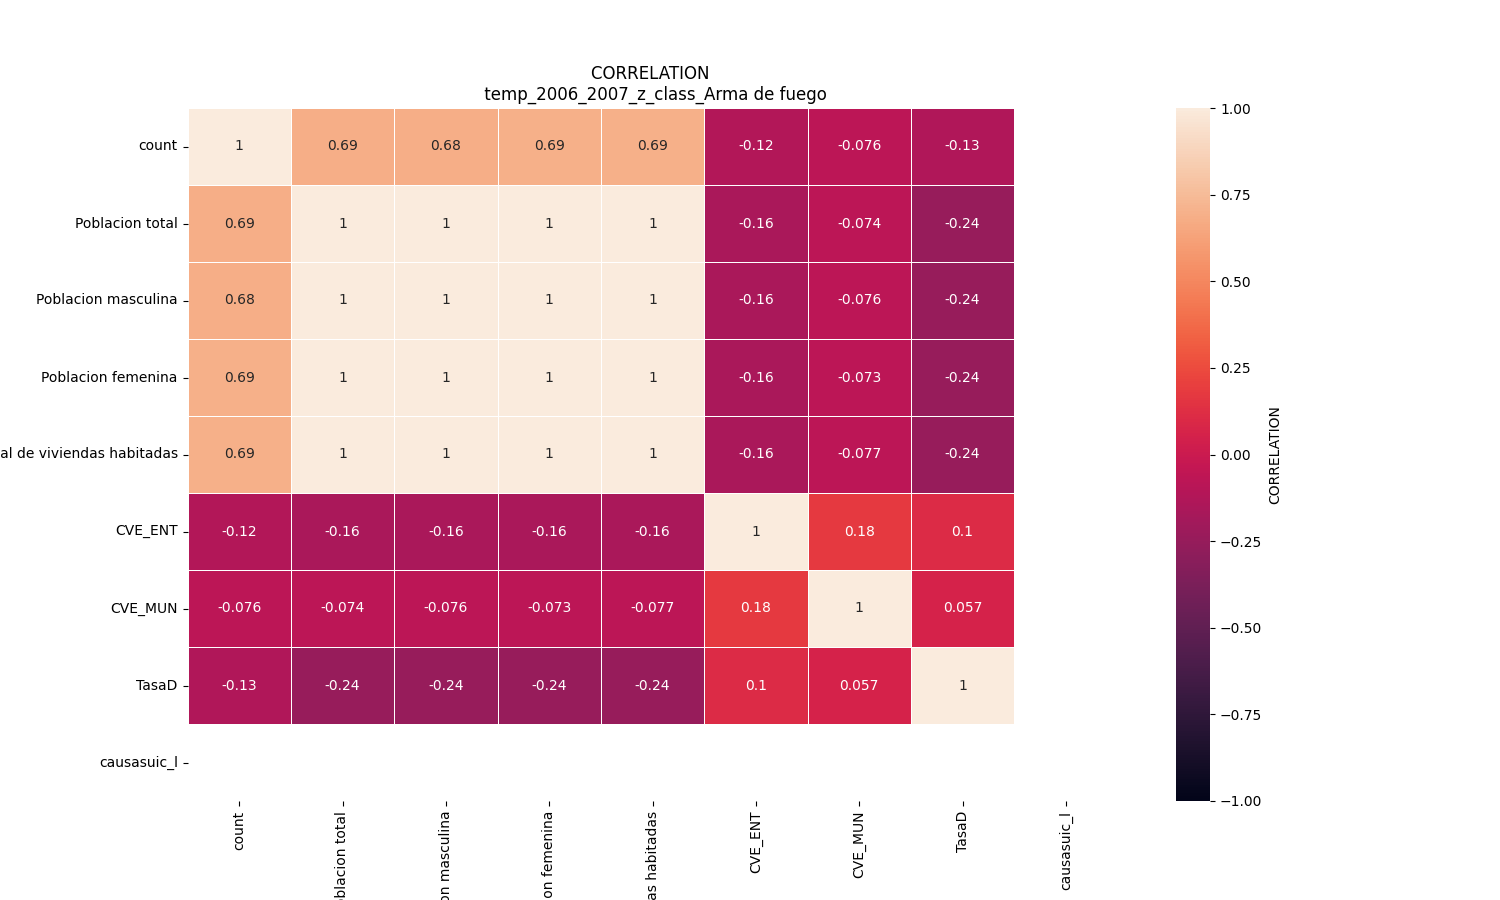 CORRELATION
temp_2006_2007_z_class_Arma de fuego
count 1 0.69 0.68 0.69 0.69 -0.12 -0.076 -0.13
Poblacion total 0.69 1 1 1 1 -0.16 -0.074 -0.24
Poblacion masculina 0.68 1 1 1 1 -0.16 -0.076 -0.24
Poblacion femenina 0.69 1 1 1 1 -0.16 -0.073 -0.24
al de viviendas habitadas 0.69 1 1 1 1 -0.16 -0.077 -0.24
CVE_ENT -0.12 -0.16 -0.16 -0.16 -0.16 1 0.18 0.1
CVE_MUN -0.076 -0.074 -0.076 -0.073 -0.077 0.18 1 0.057
TasaD -0.13 -0.24 -0.24 -0.24 -0.24 0.1 0.057 1
causasuic_l
count
oblacion total
on masculina
on femenina
as habitadas
CVE_ENT
CVE_MUN
TasaD
causasuic_l
1.00
0.75
0.50
0.25
0.00
−0.25
−0.50
−0.75
−1.00
CORRELATION